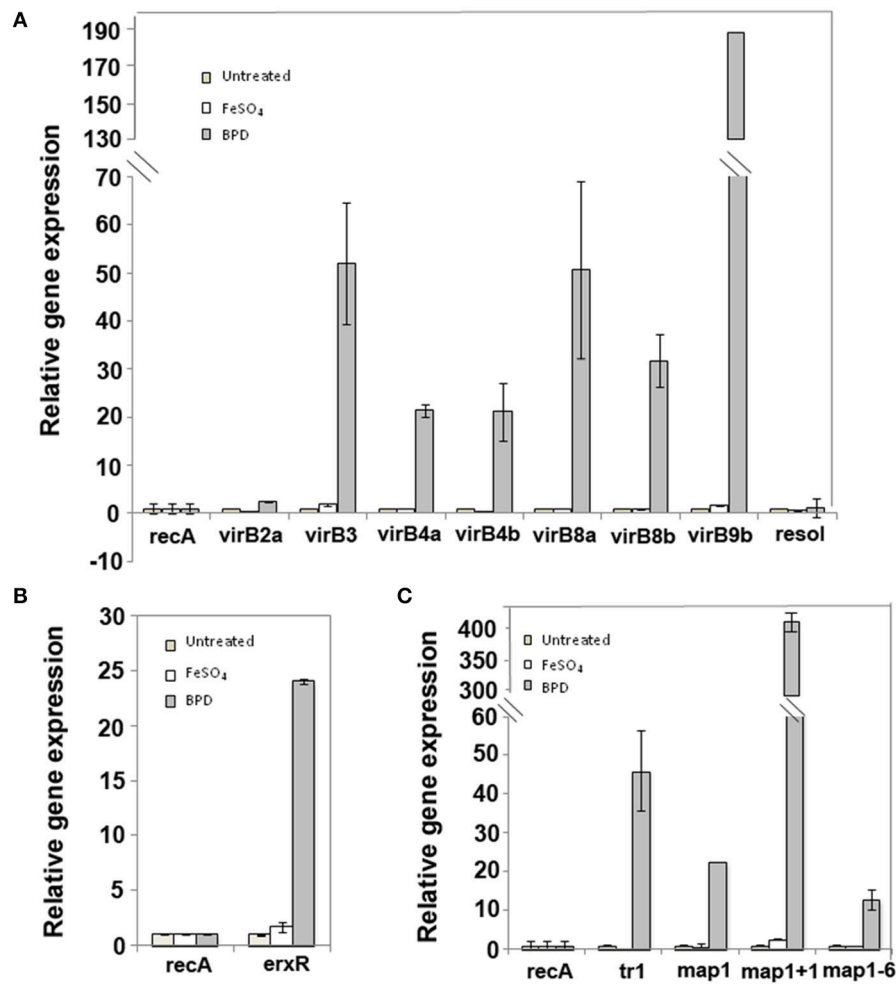 A
Relative gene expression
190
170
150
130
70
60
50
40
30
20
10
0
-10
Untreated
FeSO₄
BPD
recA virB2a virB3 virB4a virB4b virB8a virB8b virB9b resol
B
Relative gene expression
30
25
20
15
10
5
0
Untreated
FeSO₄
BPD
recA erxR
C
Relative gene expression
400
350
300
60
50
40
30
20
10
0
Untreated
FeSO₄
BPD
recA tr1 map1 map1+1 map1-6